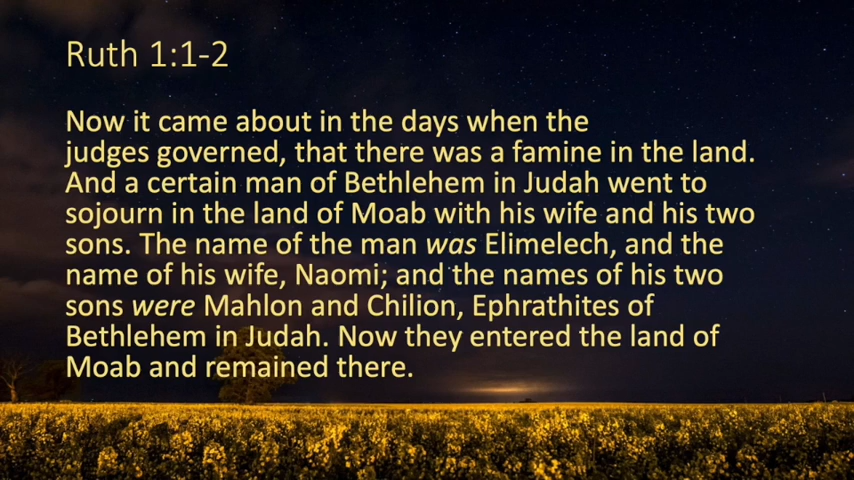 Ruth 1:1-2
Now it came about in the days when the
judges governed, that there was a famine in the land.
And a certain man of Bethlehem in Judah went to
sojourn in the land of Moab with his wife and his two
sons. The name of the man was Elimelech, and the
name of his wife, Naomi; and the names of his two
sons were Mahlon and Chilion, Ephrathites of
Bethlehem in Judah. Now they entered the land of
Moab and remained there.